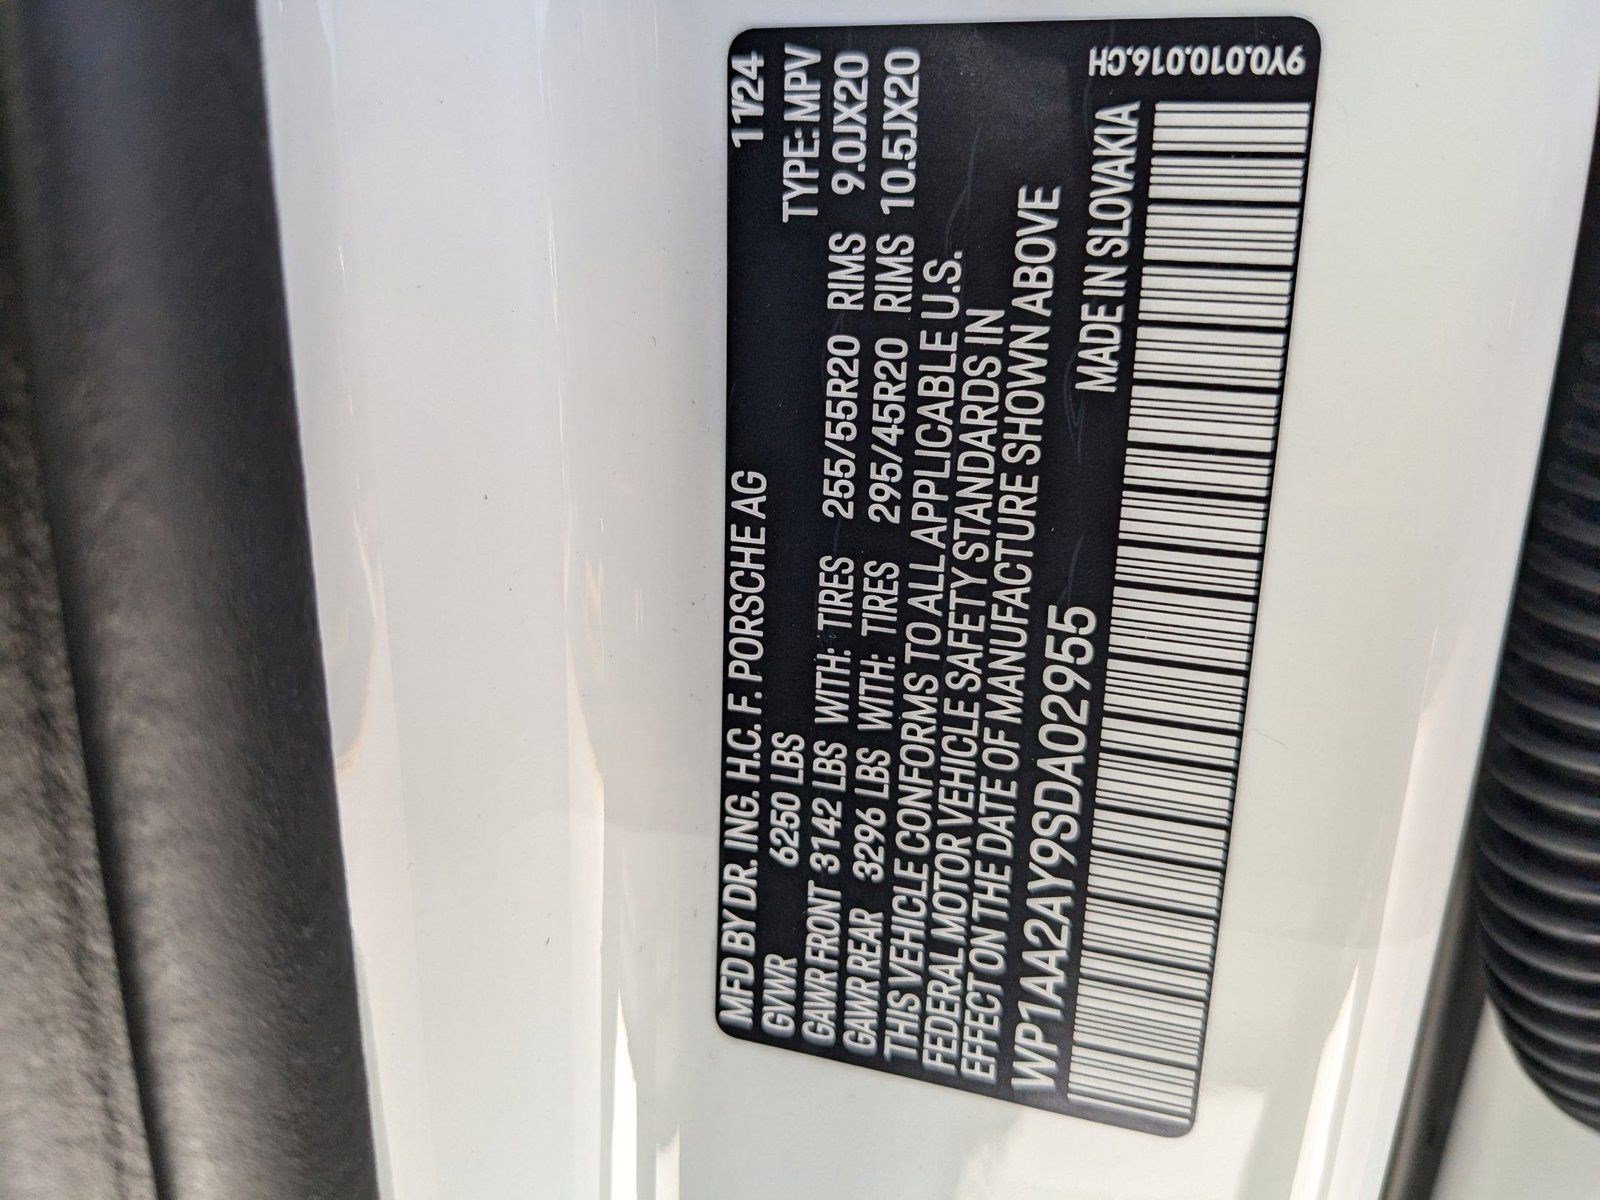 MFD BY DR. ING. H.C. F. PORSCHE AG 11/24
GVWR 6250 LBS TYPE: MPV
GAWR FRONT 3142 LBS WITH: TIRES 255/55R20 RIMS 9.0JX20
GAWR REAR 3296 LBS WITH: TIRES 295/45R20 RIMS 10.5JX20
THIS VEHICLE CONFORMS TO ALL APPLICABLE U.S.
FEDERAL MOTOR VEHICLE SAFETY STANDARDS IN
EFFECT ON THE DATE OF MANUFACTURE SHOWN ABOVE
WP1AA2AY9SDA02955 MADE IN SLOVAKIA
9Y0.010.016.CH